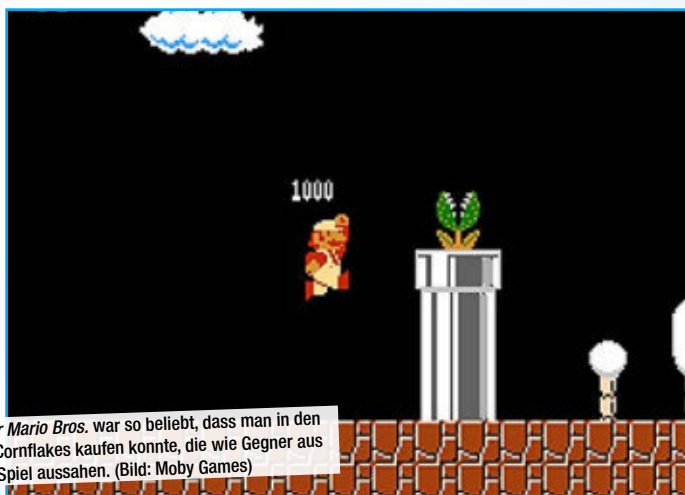 1000
r Mario Bros. war so beliebt, dass man in den
Cornflakes kaufen konnte, die wie Gegner aus
Spiel aussahen. (Bild: Moby Games)